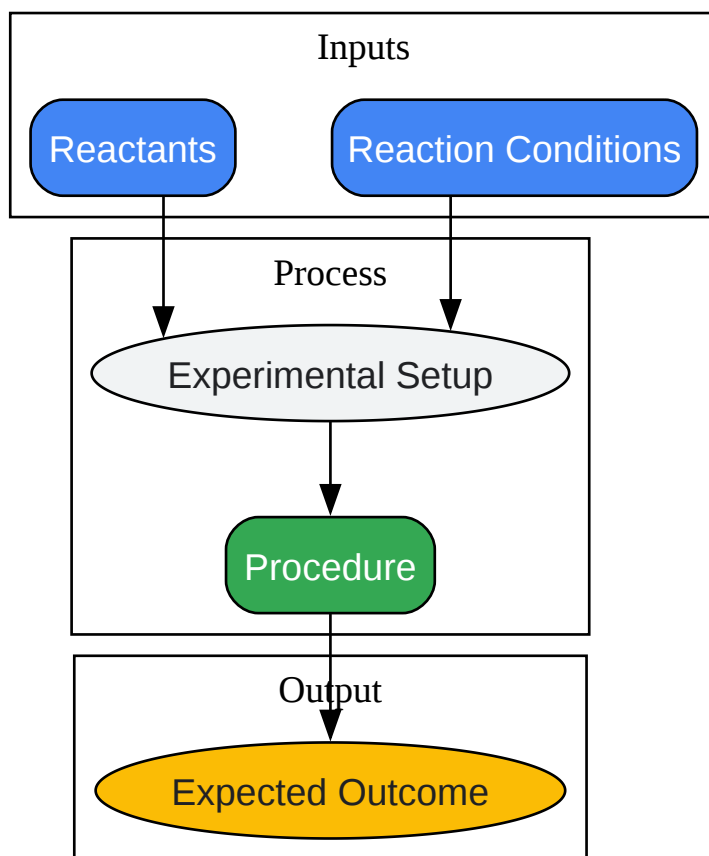 Inputs
Reactants
Reaction Conditions
Process
Experimental Setup
Procedure
Output
Expected Outcome